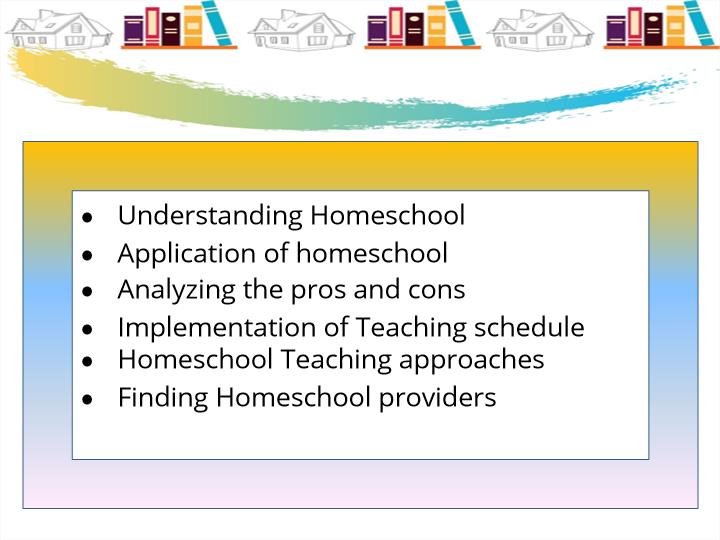 • Understanding Homeschool
• Application of homeschool
• Analyzing the pros and cons
• Implementation of Teaching schedule
• Homeschool Teaching approaches
• Finding Homeschool providers